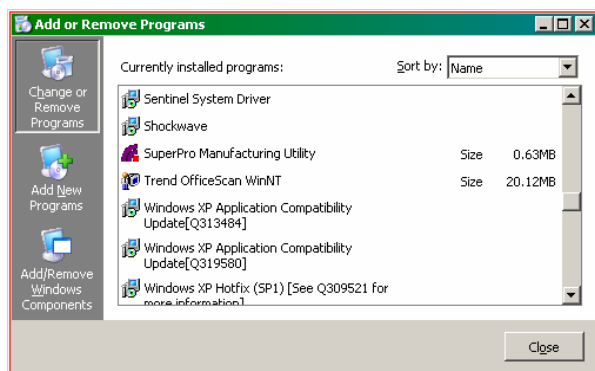 Add or Remove Programs
Change or
Remove
Programs
Add New
Programs
Add/Remove
Windows
Components
Currently installed programs:
Sort by: Name
Sentinel System Driver
Shockwave
SuperPro Manufacturing Utility Size 0.63MB
Trend OfficeScan WinNT Size 20.12MB
Windows XP Application Compatibility
Update[Q313484]
Windows XP Application Compatibility
Update[Q319580]
Windows XP Hotfix (SP1) [See Q309521 for
more information]
Close